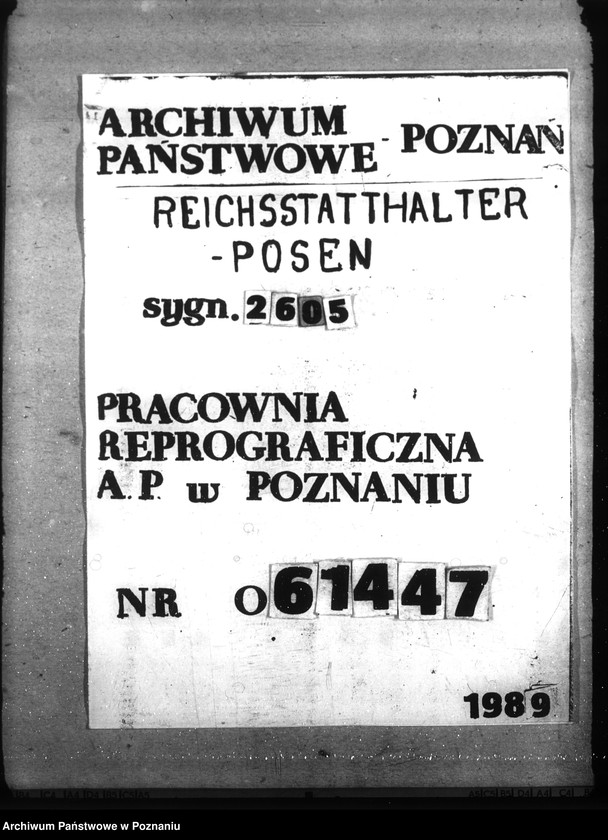 ARCHIWUM
PAŃSTWOWE - POZNAŃ
REICHSSTATTHALTER
-POSEN
sygn. 2605
PRACOWNIA
REPROGRAFICZNA
A.P. w POZNANIU
NR O61447
1989
Archiwum Państwowe w Poznaniu